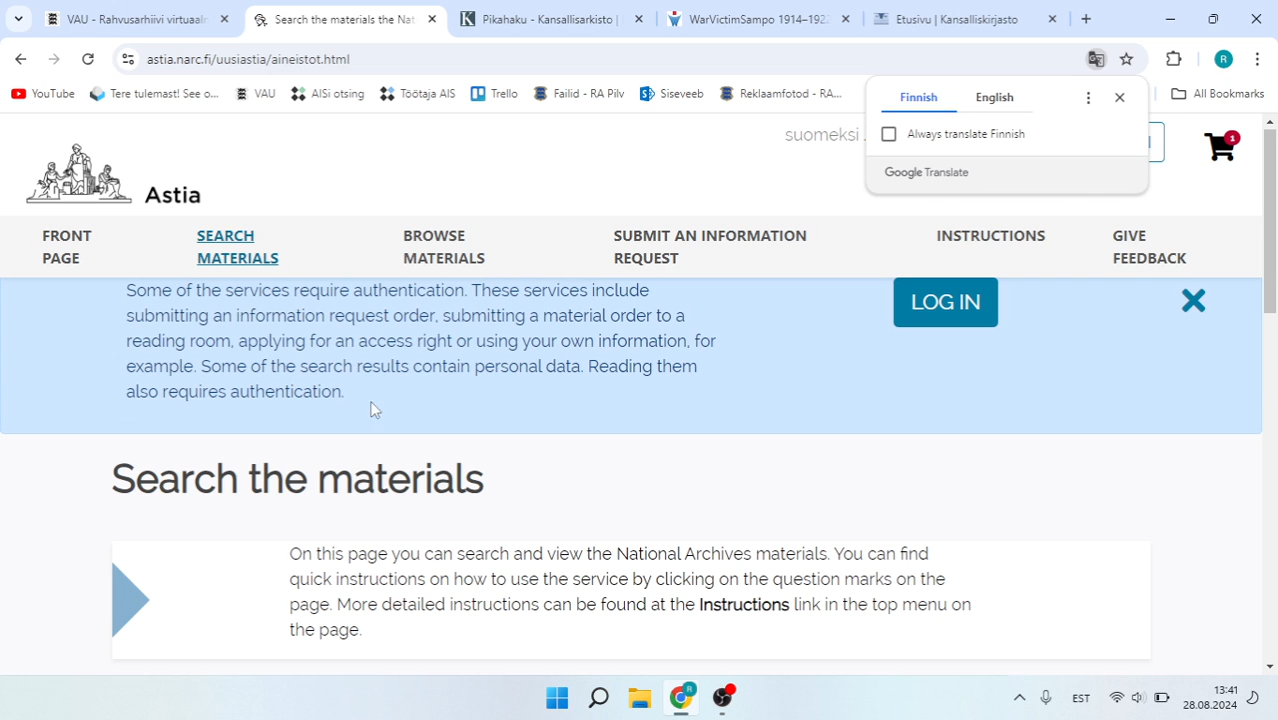 VAU - Rahvusarhiivi virtuaalr
Search the materials the Nat
Pikahaku - Kansallisarkisto |
WarVictimSampo 1914–1922
Etusivu | Kansalliskirjasto
astia.narc.fi/uusiastia/aineistot.html
R
YouTube
Tere tulemast! See o...
VAU
AISi otsing
Töötaja AIS
Trello
Failid - RA Pilv
Siseveeb
Reklaamfotod - RA...
All Bookmarks
Finnish
English
Always translate Finnish
Google Translate
suomeksi
1
Astia
FRONT PAGE
SEARCH MATERIALS
BROWSE MATERIALS
SUBMIT AN INFORMATION REQUEST
INSTRUCTIONS
GIVE FEEDBACK
Some of the services require authentication. These services include
submitting an information request order, submitting a material order to a
reading room, applying for an access right or using your own information, for
example. Some of the search results contain personal data. Reading them
also requires authentication.
LOG IN
Search the materials
On this page you can search and view the National Archives materials. You can find
quick instructions on how to use the service by clicking on the question marks on the
page. More detailed instructions can be found at the Instructions link in the top menu on
the page.
R
EST
13:41
28.08.2024